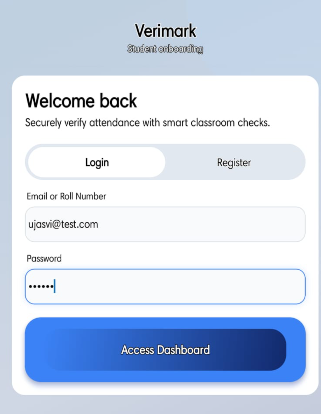 Verimark
Student onboarding
Welcome back
Securely verify attendance with smart classroom checks.
Login
Register
Email or Roll Number
ujasvi@test.com
Password
••••••
Access Dashboard